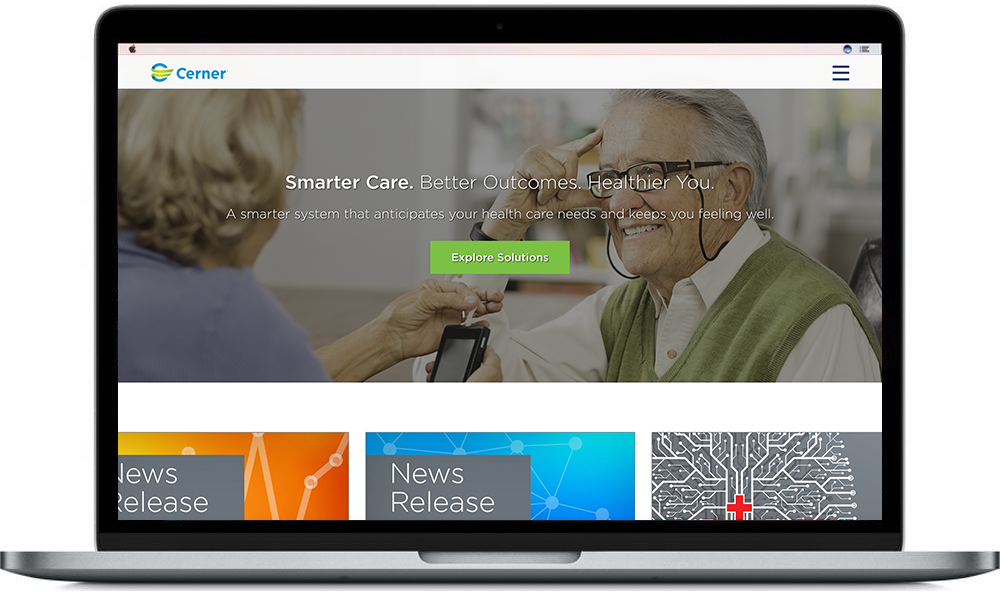 Cerner
Smarter Care. Better Outcomes. Healthier You.
A smarter system that anticipates your health care needs and keeps you feeling well.
Explore Solutions
News
Release
News
Release